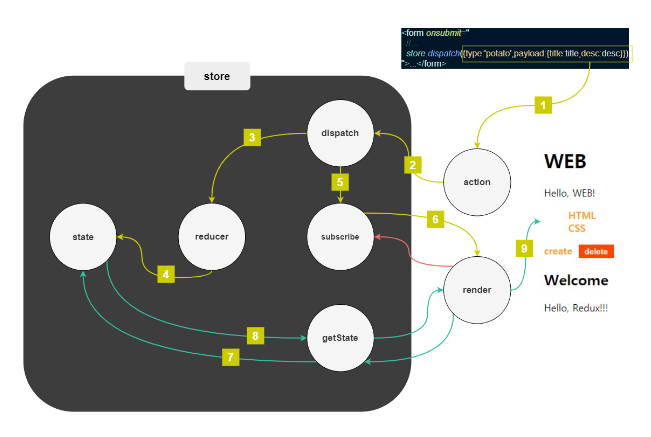 <form onsubmit="
//
store.dispatch({type:"potato",payload:{title:title,desc:desc}})
">...</form>
store
1
dispatch
3
2
WEB
5
action
Hello, WEB!
6
HTML
state
reducer
subscribe
CSS
9
create
delete
4
Welcome
render
Hello, Redux!!!
8
getState
7